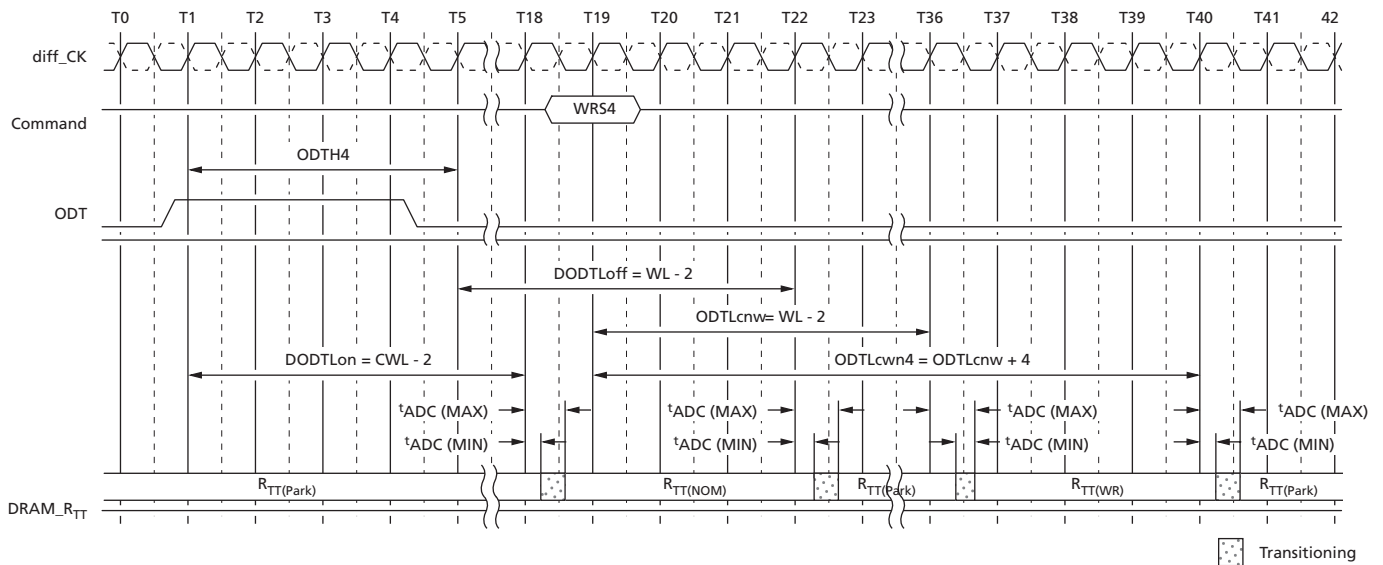 T0 T1 T2 T3 T4 T5 T18 T19 T20 T21 T22 T23 T36 T37 T38 T39 T40 T41 42
diff_CK
Command WRS4
ODTH4
ODT
DODTLoff = WL - 2
ODTLcnw= WL - 2
DODTLon = CWL - 2 ODTLcwn4 = ODTLcnw + 4
tADC (MAX) tADC (MAX) tADC (MAX) tADC (MAX)
tADC (MIN) tADC (MIN) tADC (MIN) tADC (MIN)
RTT(Park) RTT(NOM) RTT(Park) RTT(WR) RTT(Park)
DRAM_RTT
Transitioning